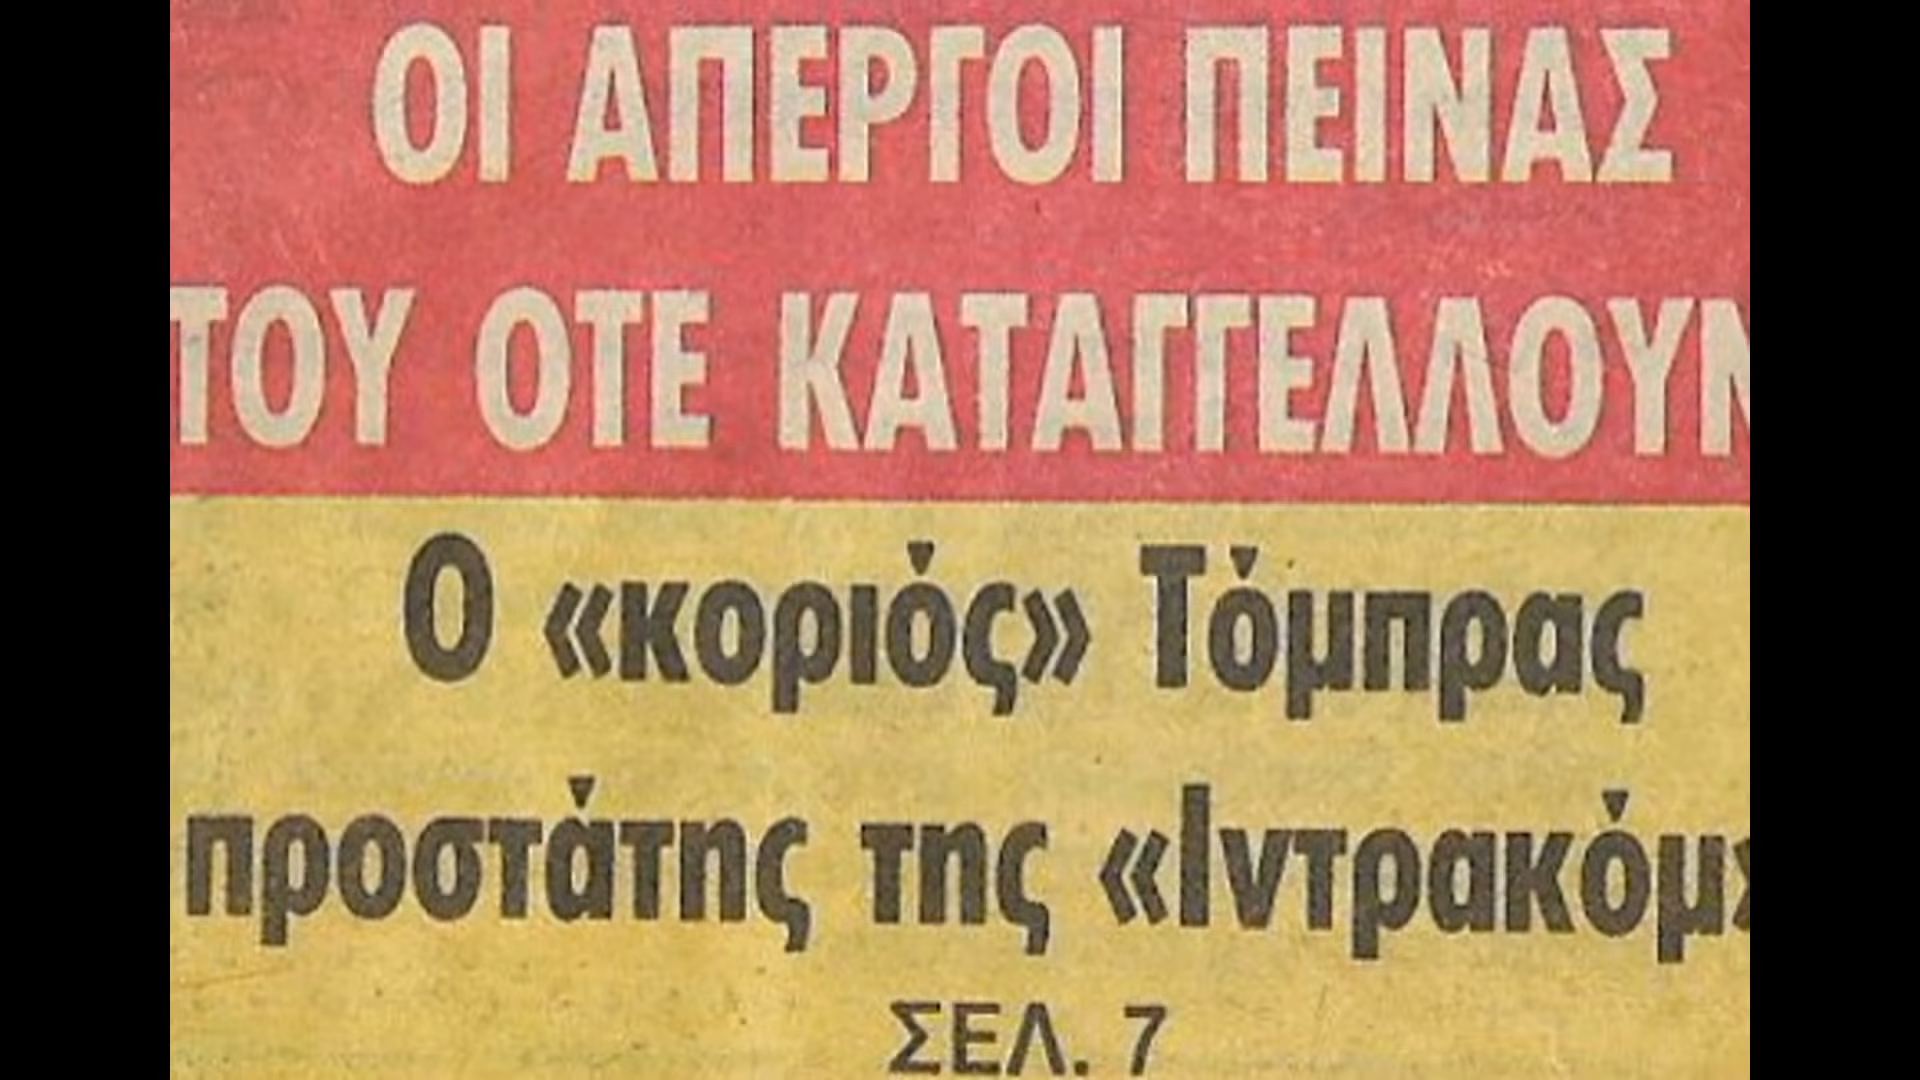 ΟΙ ΑΠΕΡΓΟΙ ΠΕΙΝΑΣ
ΤΟΥ ΟΤΕ ΚΑΤΑΓΓΕΛΛΟΥΝ
Ο «κοριός» Τόμπρας
προστάτης της «Ιντρακόμ»
ΣΕΛ. 7